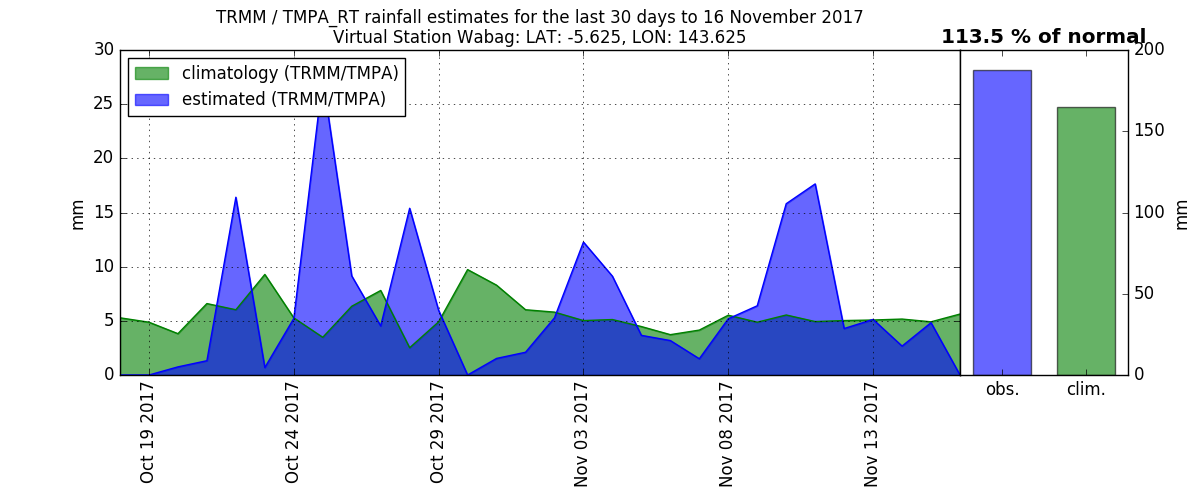 TRMM / TMPA_RT rainfall estimates for the last 30 days to 16 November 2017
Virtual Station Wabag: LAT: -5.625, LON: 143.625
113.5 % of normal
climatology (TRMM/TMPA)
estimated (TRMM/TMPA)
30
25
20
15
10
5
0
mm
200
150
100
50
0
mm
Oct 19 2017
Oct 24 2017
Oct 29 2017
Nov 03 2017
Nov 08 2017
Nov 13 2017
obs.
clim.